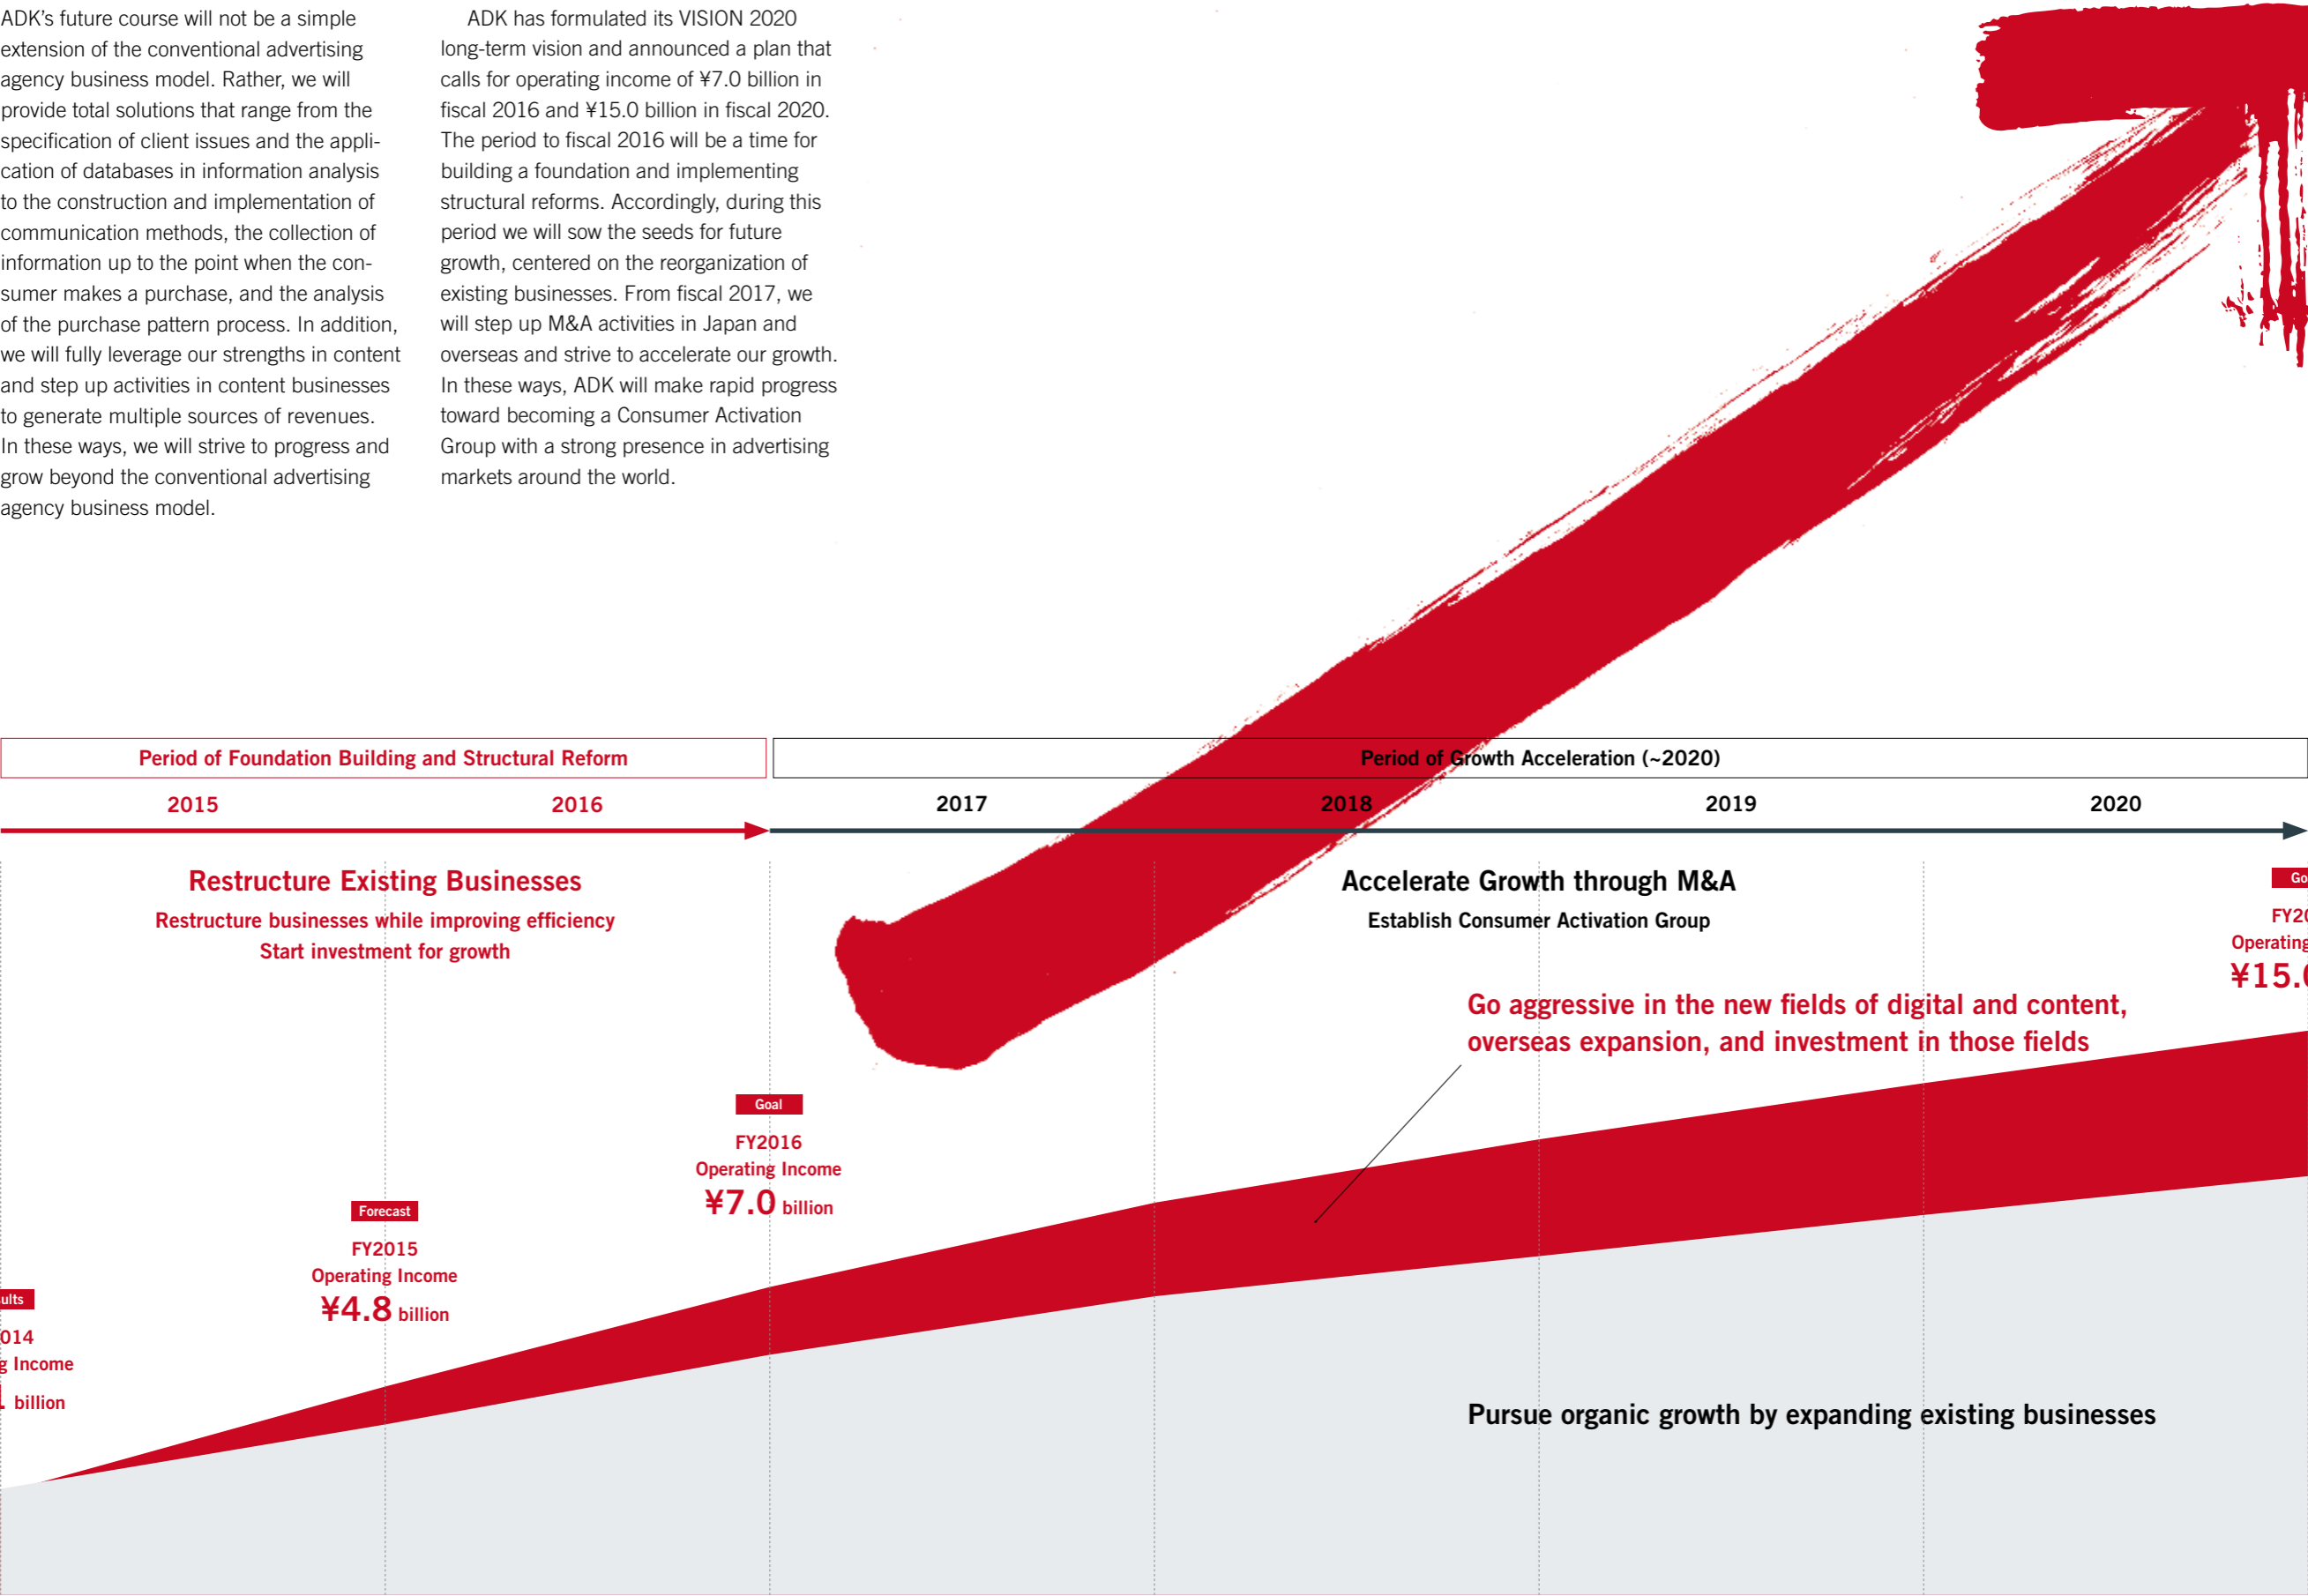 ADK’s future course will not be a simple
extension of the conventional advertising
agency business model. Rather, we will
provide total solutions that range from the
specification of client issues and the appli-
cation of databases in information analysis
to the construction and implementation of
communication methods, the collection of
information up to the point when the con-
sumer makes a purchase, and the analysis
of the purchase pattern process. In addition,
we will fully leverage our strengths in content
and step up activities in content businesses
to generate multiple sources of revenues.
In these ways, we will strive to progress and
grow beyond the conventional advertising
agency business model.
ADK has formulated its VISION 2020
long-term vision and announced a plan that
calls for operating income of ¥7.0 billion in
fiscal 2016 and ¥15.0 billion in fiscal 2020.
The period to fiscal 2016 will be a time for
building a foundation and implementing
structural reforms. Accordingly, during this
period we will sow the seeds for future
growth, centered on the reorganization of
existing businesses. From fiscal 2017, we
will step up M&A activities in Japan and
overseas and strive to accelerate our growth.
In these ways, ADK will make rapid progress
toward becoming a Consumer Activation
Group with a strong presence in advertising
markets around the world.
Period of Foundation Building and Structural Reform
Period of Growth Acceleration (~2020)
2015
2016
2017
2018
2019
2020
Restructure Existing Businesses
Restructure businesses while improving efficiency
Start investment for growth
Accelerate Growth through M&A
Establish Consumer Activation Group
Go aggressive in the new fields of digital and content,
overseas expansion, and investment in those fields
Operating
Goal
FY2016
Operating Income
¥7.0 billion
Forecast
FY2015
Operating Income
¥4.8 billion
Income
billion
Pursue organic growth by expanding existing businesses